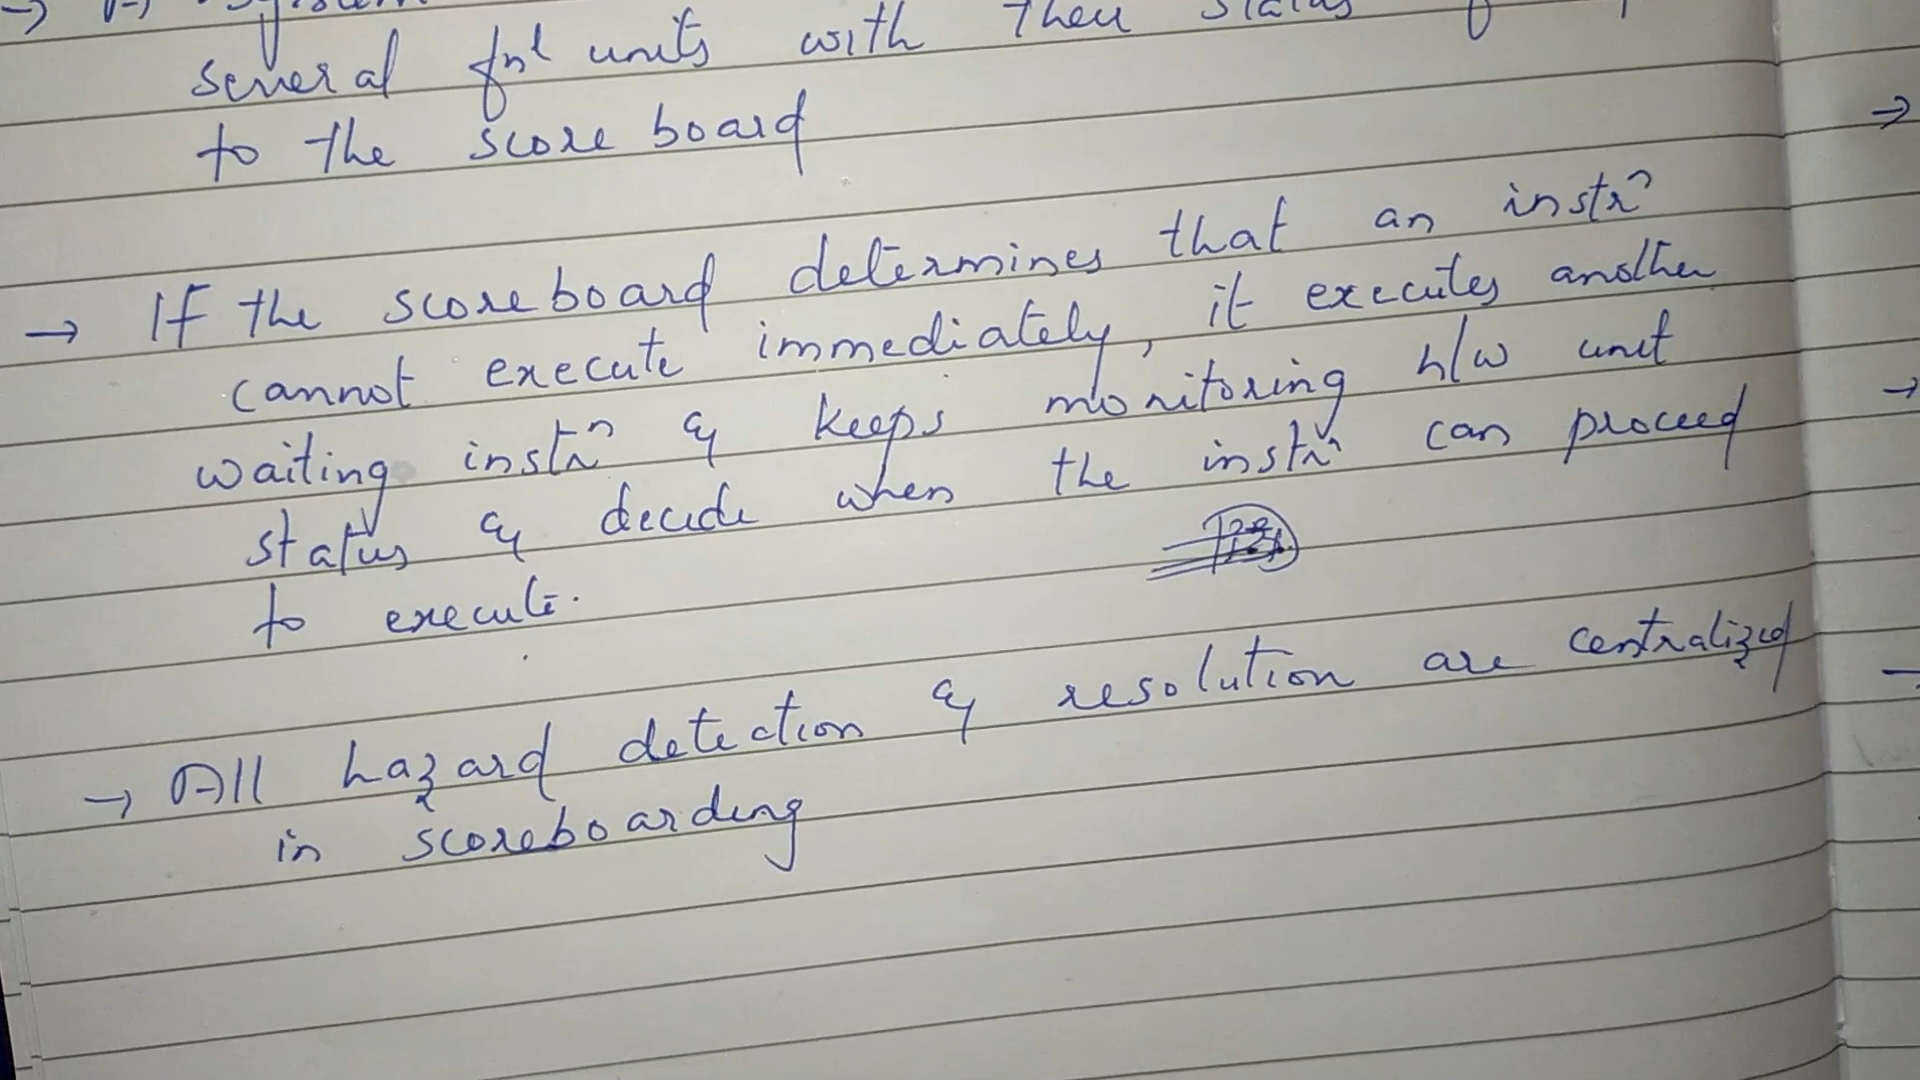 → A system
several fnl units with their status
to the score board
→ If the scoreboard determines that an instrn
cannot execute immediately, it executes another
waiting instrn & keeps monitoring h/w unit
status & decide when the instrn can proceed
to execute.
→ All hazard detection & resolution are centralized
in scoreboarding